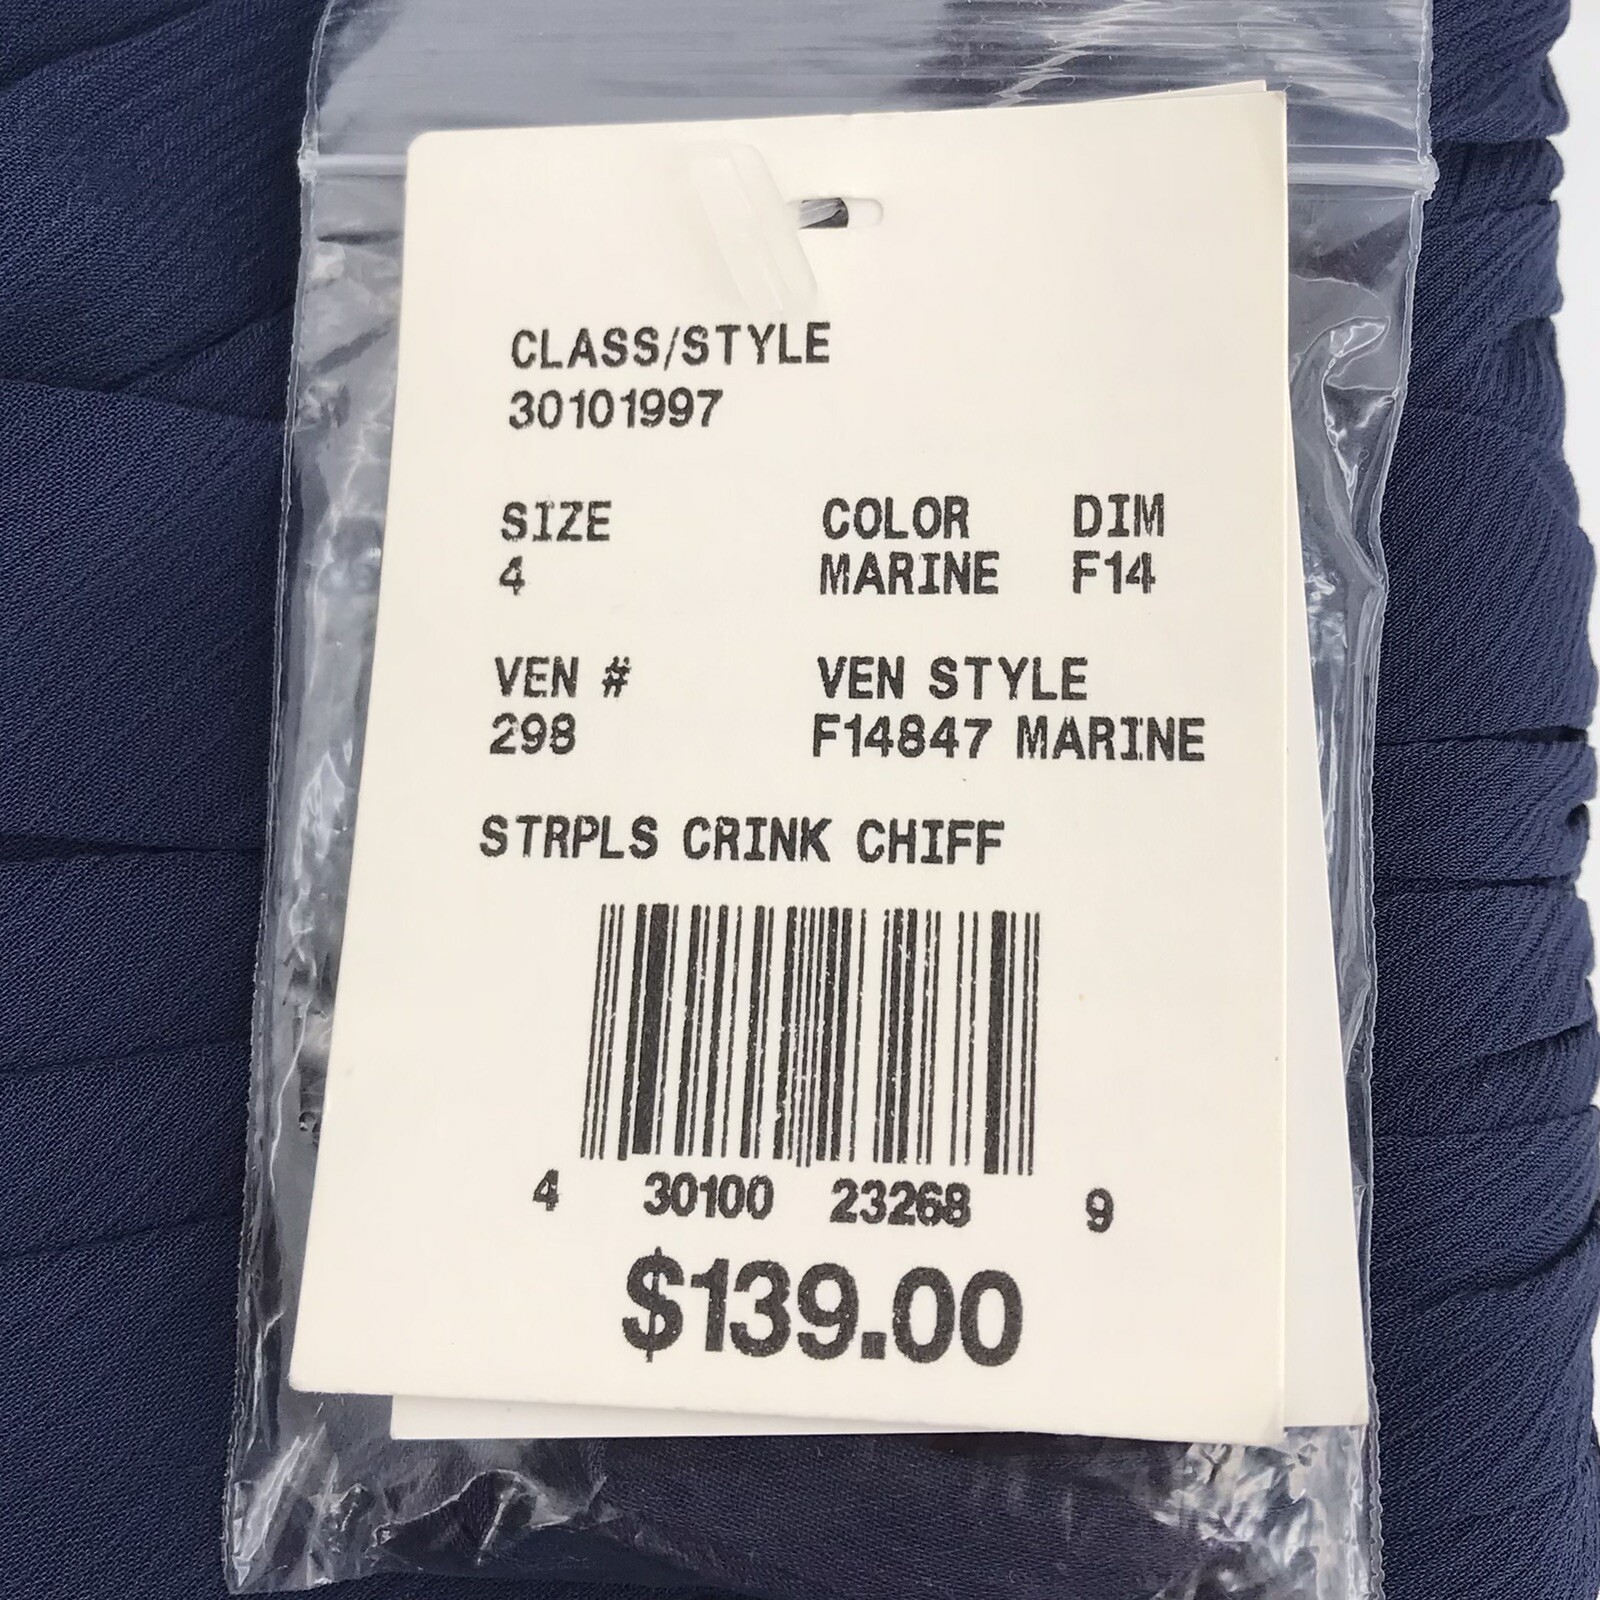 CLASS/STYLE
30101997
SIZE COLOR DIM
4 MARINE F14
VEN # VEN STYLE
298 F14847 MARINE
STRPLS CRINK CHIFF
4 30100 23268 9
$139.00